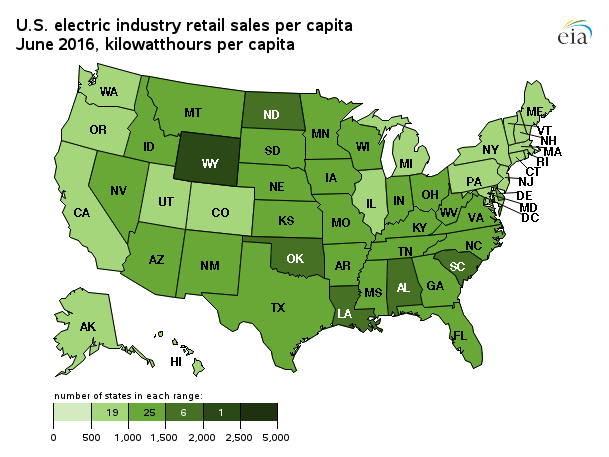 U.S. electric industry retail sales per capita
June 2016, kilowatthours per capita
eia
WA
MT
ND
ME
OR
MN
VT
ID
NH
SD
WI
NY
MA
WY
MI
RI
CT
IA
PA
NJ
NE
NV
OH
DE
UT
IL
IN
MD
CO
CA
WV
VA
DC
KS
MO
KY
NC
TN
OK
AZ
NM
AR
SC
MS
AL
GA
TX
LA
AK
FL
HI
number of states in each range:
19 25 6 1
0 500 1,000 1,500 2,000 2,500 5,000